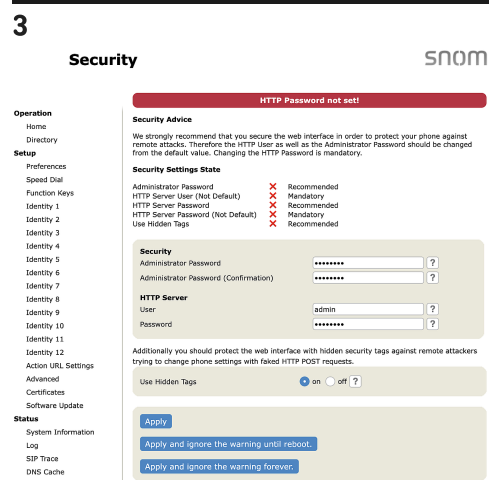 3
Security
snom
HTTP Password not set!
Operation
Home
Directory
Setup
Preferences
Speed Dial
Function Keys
Identity 1
Identity 2
Identity 3
Identity 4
Identity 5
Identity 6
Identity 7
Identity 8
Identity 9
Identity 10
Identity 11
Identity 12
Action URL Settings
Advanced
Certificates
Software Update
Status
System Information
Log
SIP Trace
DNS Cache
Security Advice
We strongly recommend that you secure the web interface in order to protect your phone against
remote attacks. Therefore the HTTP User as well as the Administrator Password should be changed
from the default value. Changing the HTTP Password is mandatory.
Security Settings State
Administrator Password Recommended
HTTP Server User (Not Default) Mandatory
HTTP Server Password Recommended
HTTP Server Password (Not Default) Mandatory
Use Hidden Tags Recommended
Security
Administrator Password •••••••• ?
Administrator Password (Confirmation) •••••••• ?
HTTP Server
User admin ?
Password •••••••• ?
Additionally you should protect the web interface with hidden security tags against remote attackers
trying to change phone settings with faked HTTP POST requests.
Use Hidden Tags on off ?
Apply
Apply and ignore the warning until reboot.
Apply and ignore the warning forever.